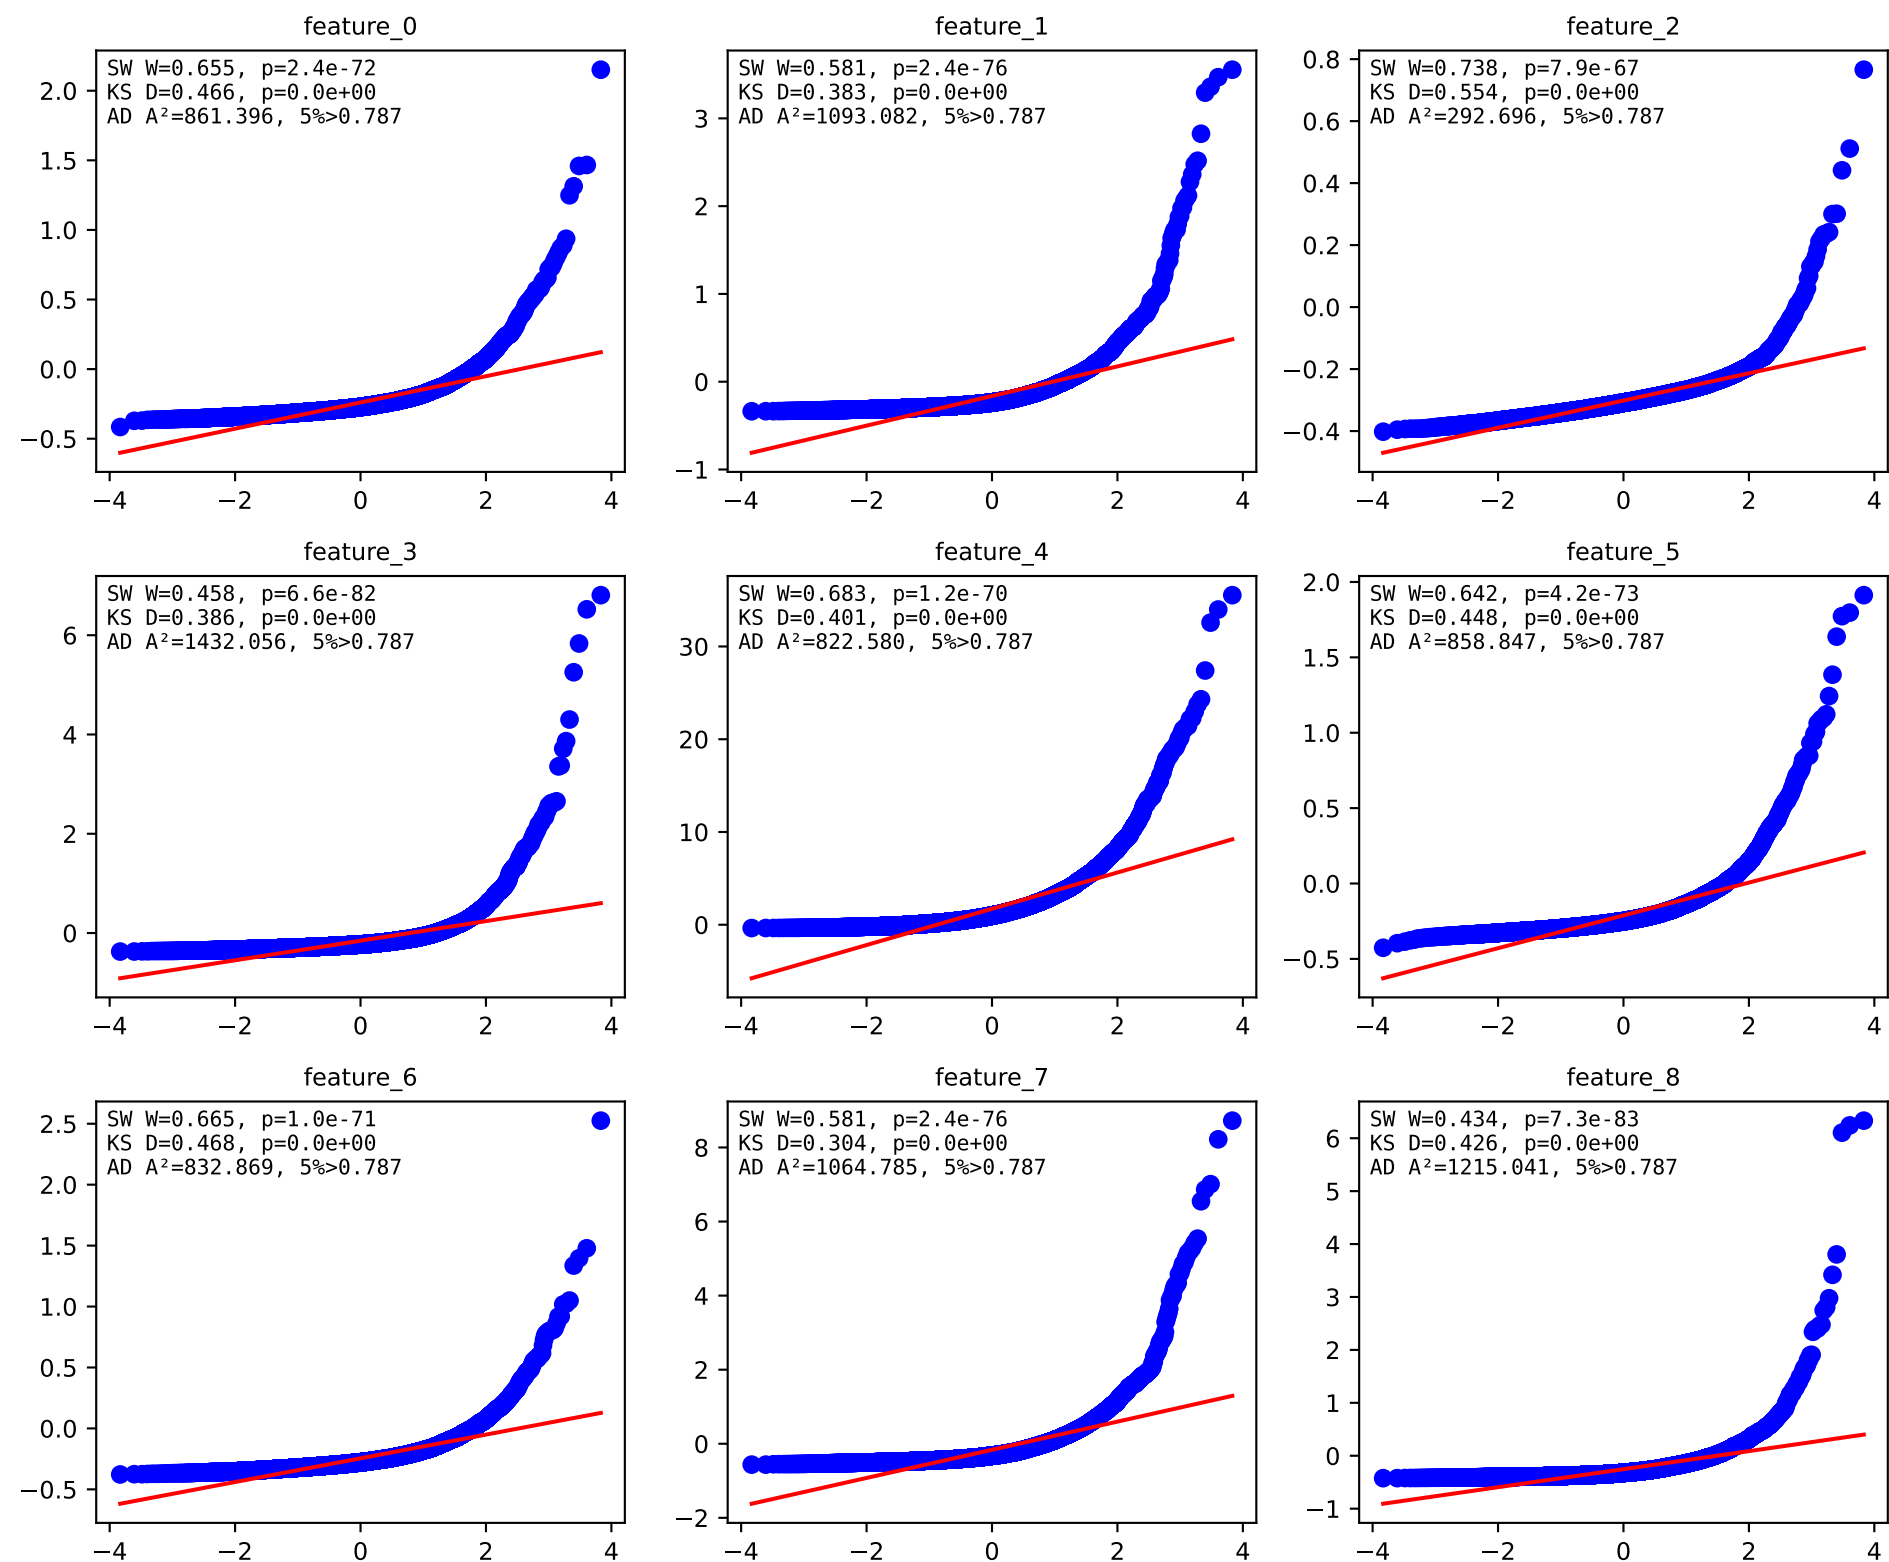 feature_0
SW W=0.655, p=2.4e-72
KS D=0.466, p=0.0e+00
AD A²=861.396, 5%>0.787
2.0
1.5
1.0
0.5
0.0
−0.5
−4 −2 0 2 4
feature_1
SW W=0.581, p=2.4e-76
KS D=0.383, p=0.0e+00
AD A²=1093.082, 5%>0.787
3
2
1
0
−1
−4 −2 0 2 4
feature_2
SW W=0.738, p=7.9e-67
KS D=0.554, p=0.0e+00
AD A²=292.696, 5%>0.787
0.8
0.6
0.4
0.2
0.0
−0.2
−0.4
−4 −2 0 2 4
feature_3
SW W=0.458, p=6.6e-82
KS D=0.386, p=0.0e+00
AD A²=1432.056, 5%>0.787
6
4
2
0
−4 −2 0 2 4
feature_4
SW W=0.683, p=1.2e-70
KS D=0.401, p=0.0e+00
AD A²=822.580, 5%>0.787
30
20
10
0
−4 −2 0 2 4
feature_5
SW W=0.642, p=4.2e-73
KS D=0.448, p=0.0e+00
AD A²=858.847, 5%>0.787
2.0
1.5
1.0
0.5
0.0
−0.5
−4 −2 0 2 4
feature_6
SW W=0.665, p=1.0e-71
KS D=0.468, p=0.0e+00
AD A²=832.869, 5%>0.787
2.5
2.0
1.5
1.0
0.5
0.0
−0.5
−4 −2 0 2 4
feature_7
SW W=0.581, p=2.4e-76
KS D=0.304, p=0.0e+00
AD A²=1064.785, 5%>0.787
8
6
4
2
0
−2
−4 −2 0 2 4
feature_8
SW W=0.434, p=7.3e-83
KS D=0.426, p=0.0e+00
AD A²=1215.041, 5%>0.787
6
5
4
3
2
1
0
−1
−4 −2 0 2 4